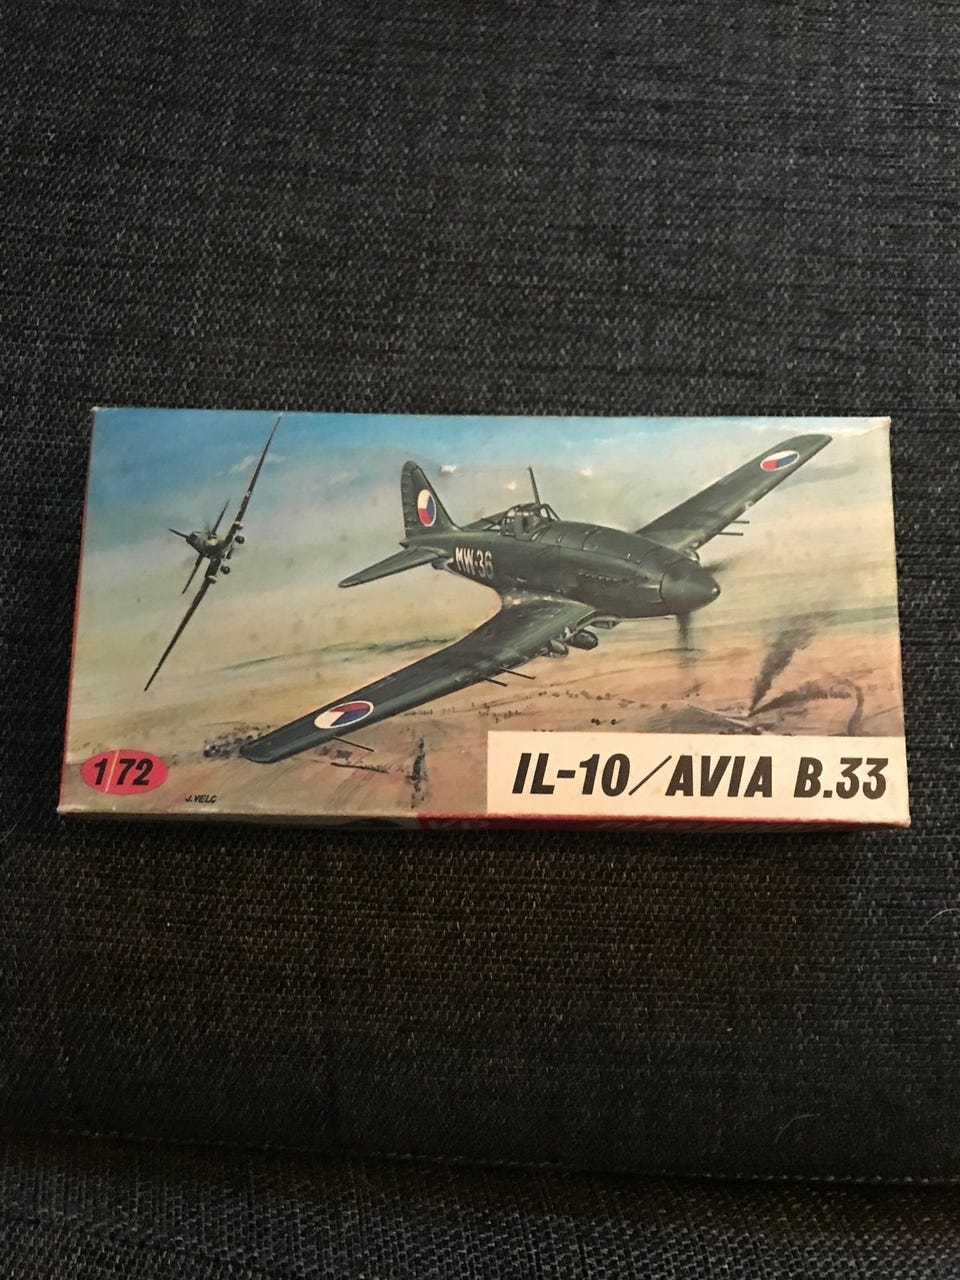 MW-36
1/72
J. VELC
IL-10/AVIA B.33